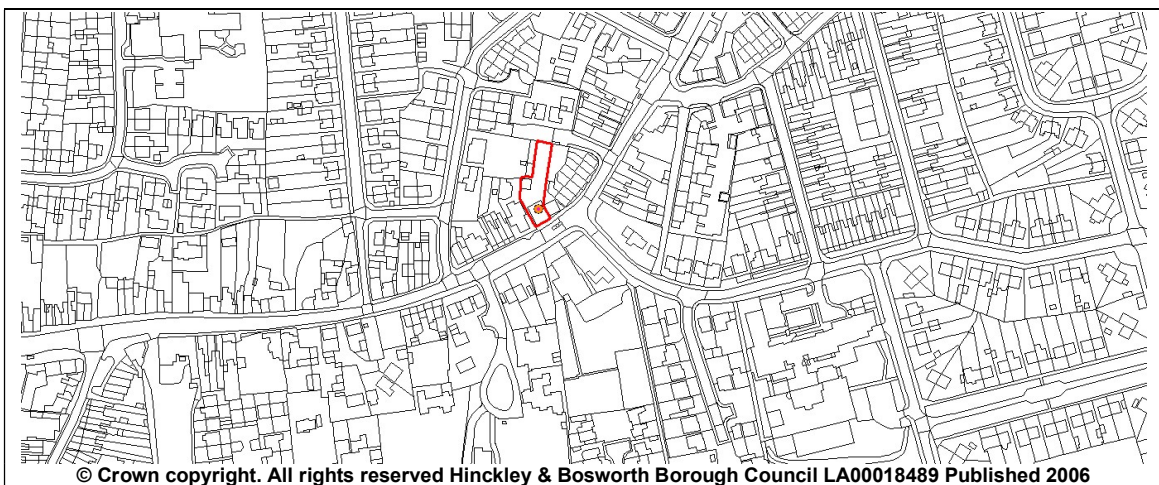 © Crown copyright. All rights reserved Hinckley & Bosworth Borough Council LA00018489 Published 2006